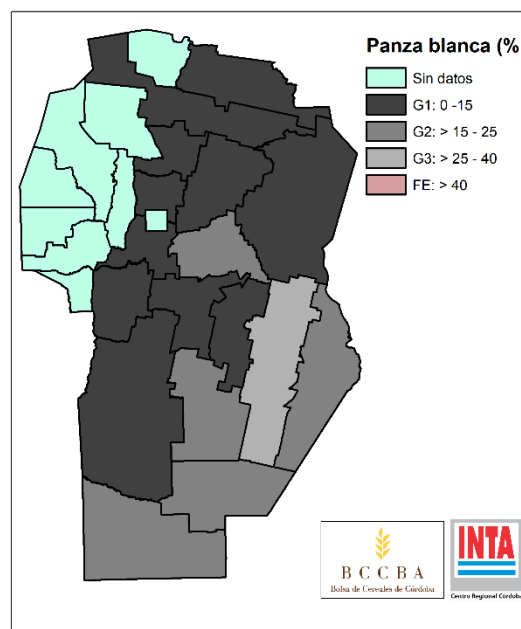 Panza blanca (%
Sin datos
G1: 0 -15
G2: > 15 - 25
G3: > 25 - 40
FE: > 40
B C C B A
Bolsa de Cereales de Córdoba
INTA
Centro Regional Córdoba